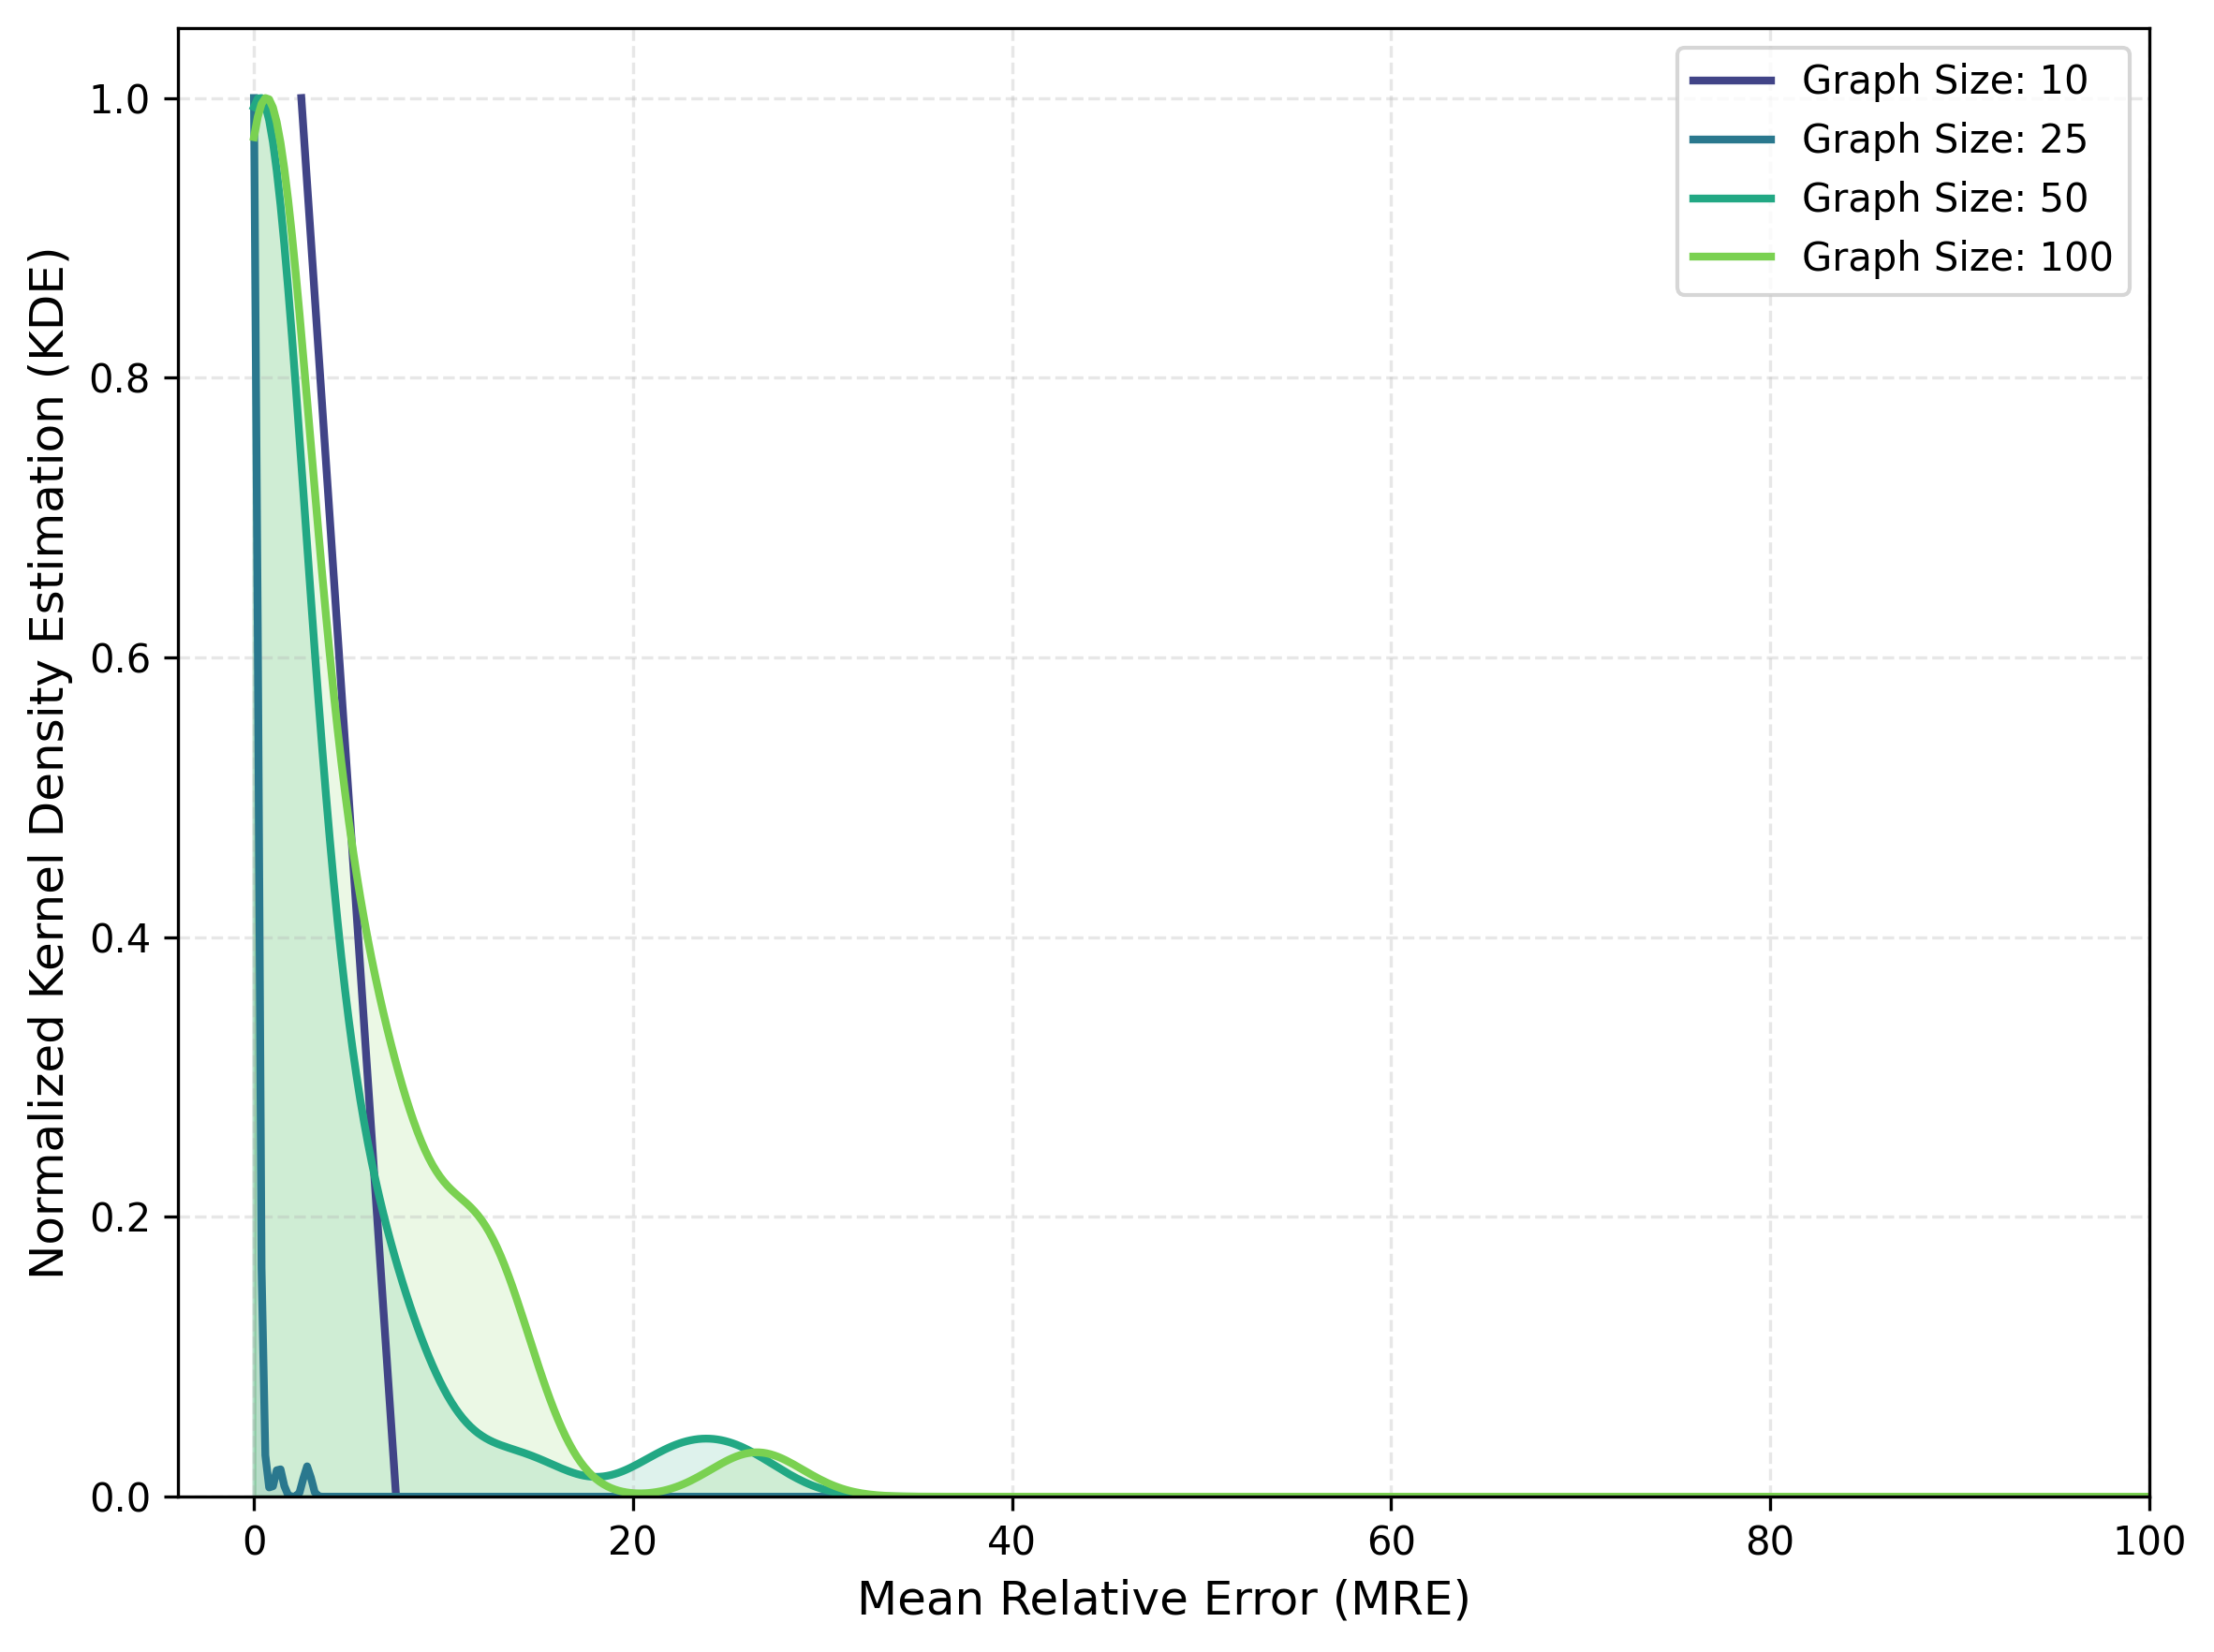 Normalized Kernel Density Estimation (KDE)
1.0
0.8
0.6
0.4
0.2
0.0
Graph Size: 10
Graph Size: 25
Graph Size: 50
Graph Size: 100
0 20 40 60 80 100
Mean Relative Error (MRE)